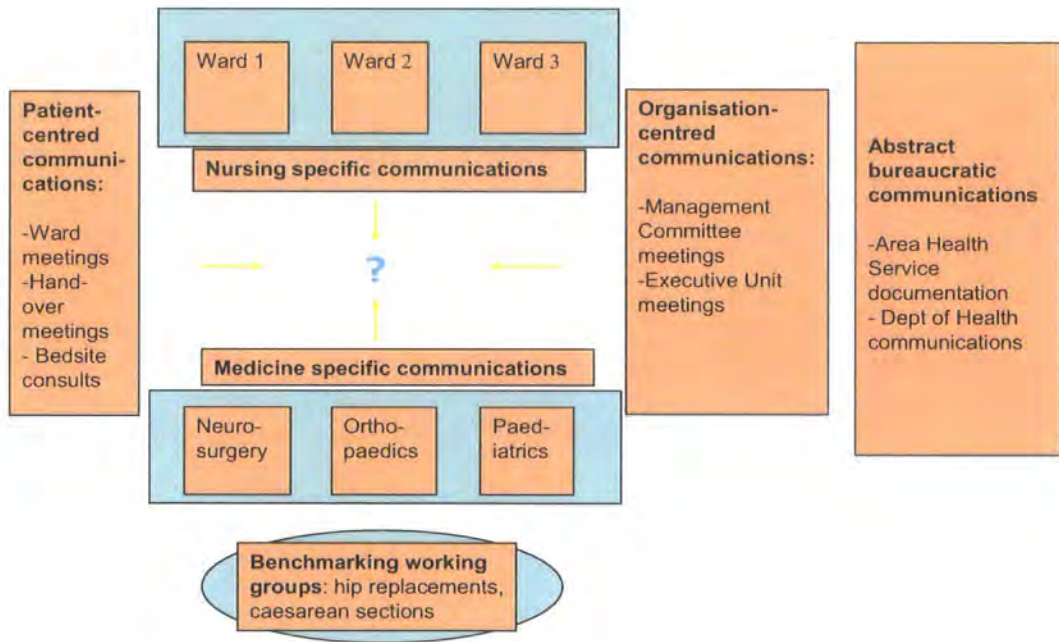 Ward 1
Ward 2
Ward 3
Nursing specific communications
Patient-
centred
communi-
cations:
-Ward
meetings
-Hand-
over
meetings
- Bedsite
consults
?
Organisation-
centred
communications:
-Management
Committee
meetings
-Executive Unit
meetings
Abstract
bureaucratic
communications
-Area Health
Service
documentation
- Dept of Health
communications
Medicine specific communications
Neuro-
surgery
Ortho-
paedics
Paed-
iatrics
Benchmarking working
groups: hip replacements,
caesarean sections